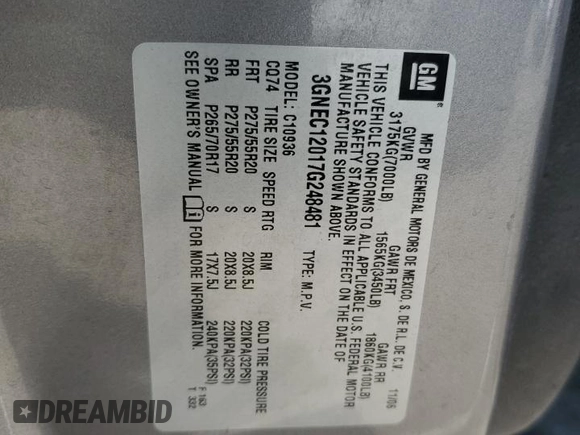 GM
®
MFD BY GENERAL MOTORS DE MEXICO, S. DE R.L. DE C.V.
11/06
GVWR GAWR FRT GAWR RR
3175KG(7000LB) 1565KG(3450LB) 1860KG(4100LB)
THIS VEHICLE CONFORMS TO ALL APPLICABLE U.S. FEDERAL MOTOR
VEHICLE SAFETY STANDARDS IN EFFECT ON THE DATE OF
MANUFACTURE SHOWN ABOVE.
3GNEC12017G248481 TYPE: M.P.V.
MODEL: C10936
CQ74 TIRE SIZE SPEED RTG RIM COLD TIRE PRESSURE
FRT P275/55R20 S 20X8.5J 220KPA(32PSI)
RR P275/55R20 S 20X8.5J 220KPA(32PSI)
SPA P265/70R17 S 17X7.5J 240KPA(35PSI)
SEE OWNER'S MANUAL FOR MORE INFORMATION.
F 163
T 332
DREAMBID